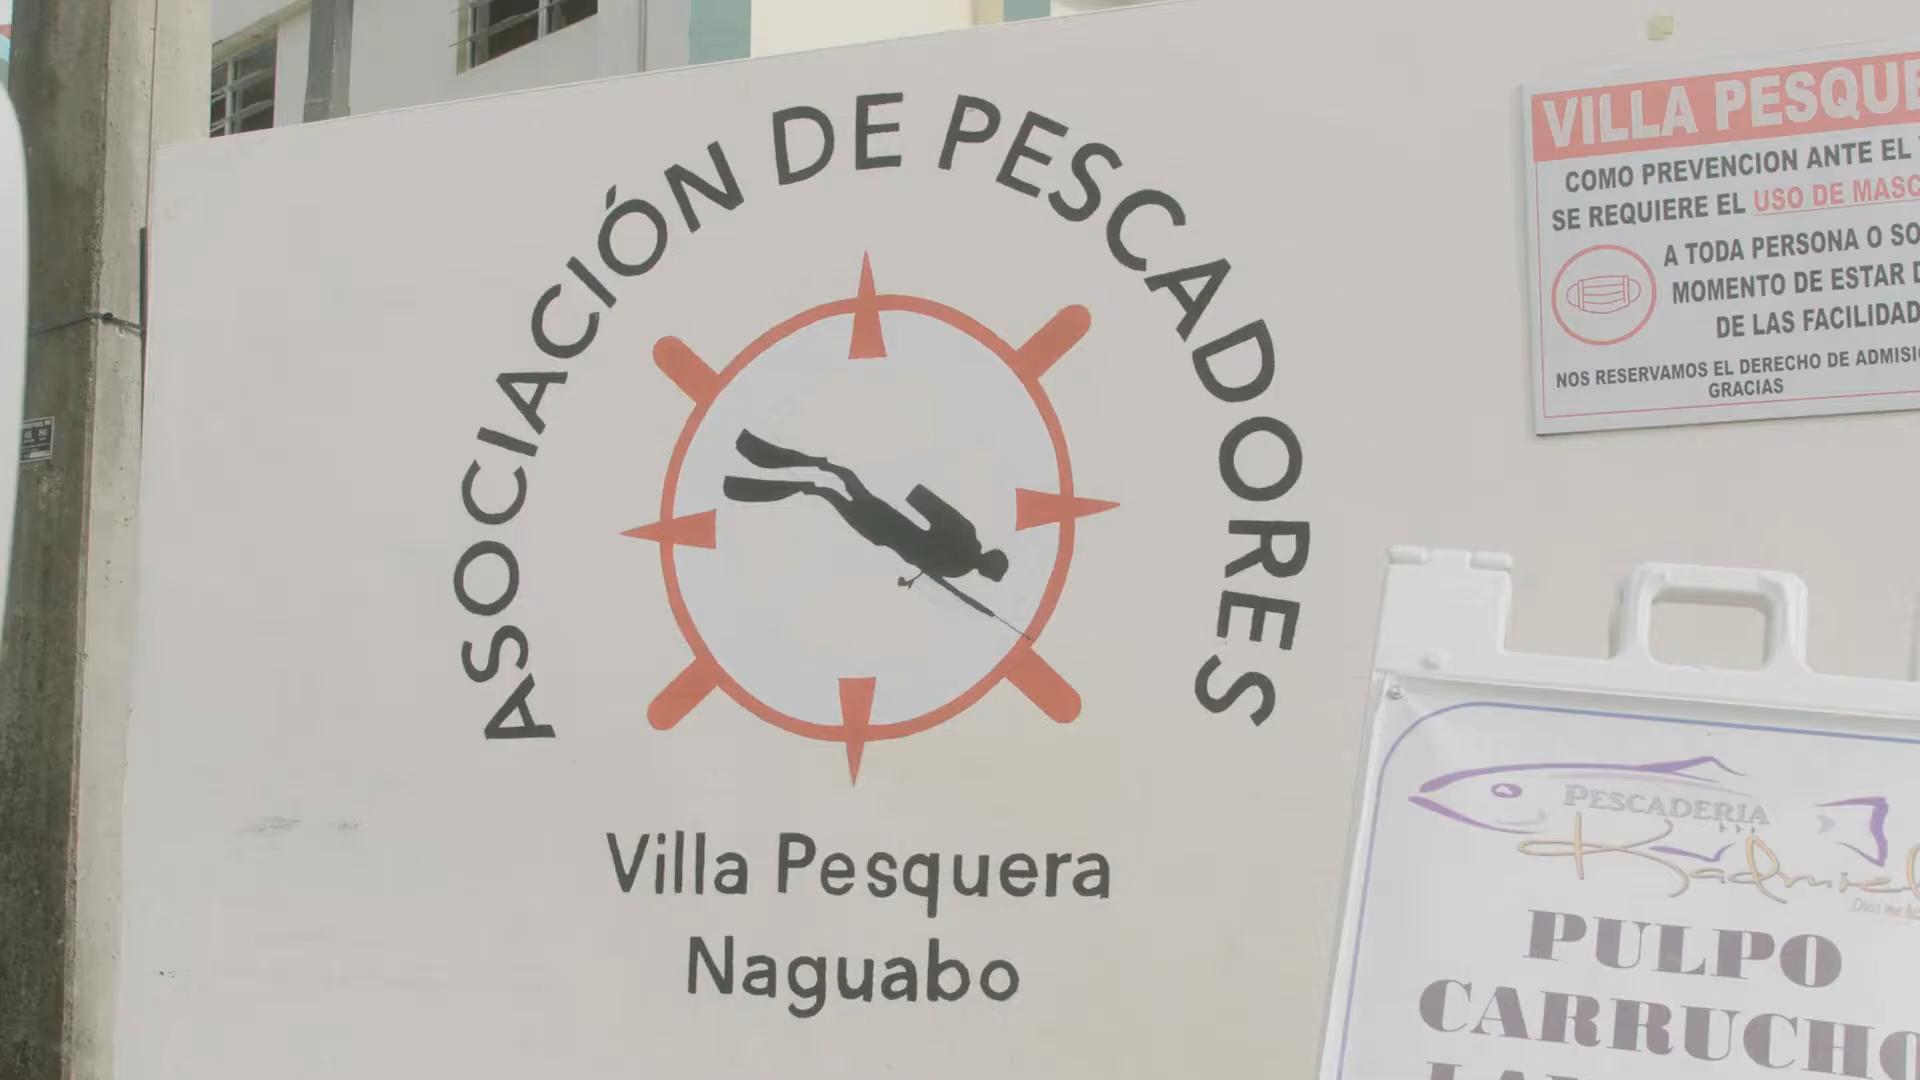 ASOCIACIÓN DE PESCADORES
Villa Pesquera
Naguabo
VILLA PESQUE
COMO PREVENCION ANTE EL
SE REQUIERE EL USO DE MASC
A TODA PERSONA O SO
MOMENTO DE ESTAR D
DE LAS FACILIDAD
NOS RESERVAMOS EL DERECHO DE ADMISI
GRACIAS
PESCADERIA
PULPO
CARRUCHO